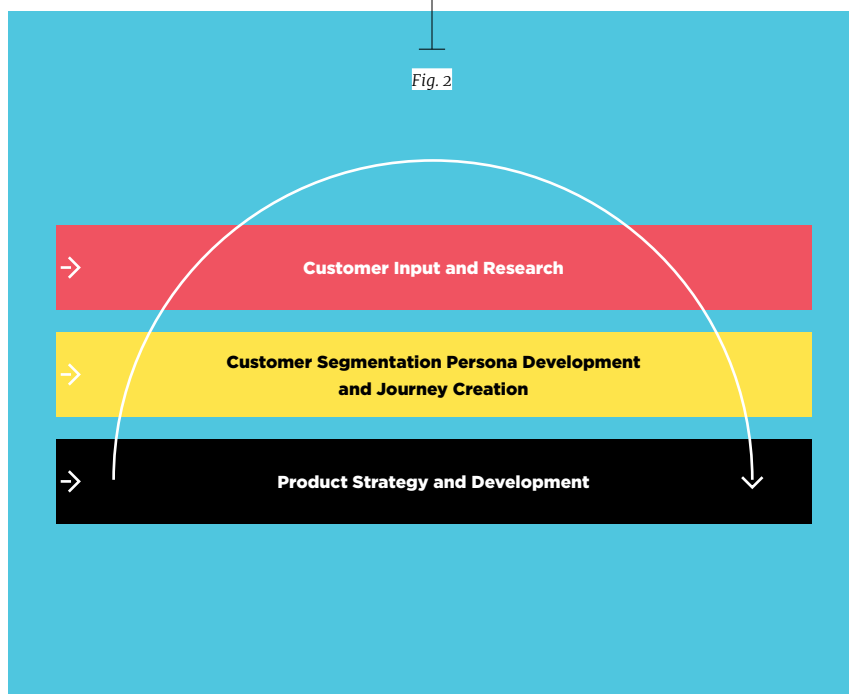 Fig. 2
Customer Input and Research
Customer Segmentation Persona Development
and Journey Creation
Product Strategy and Development